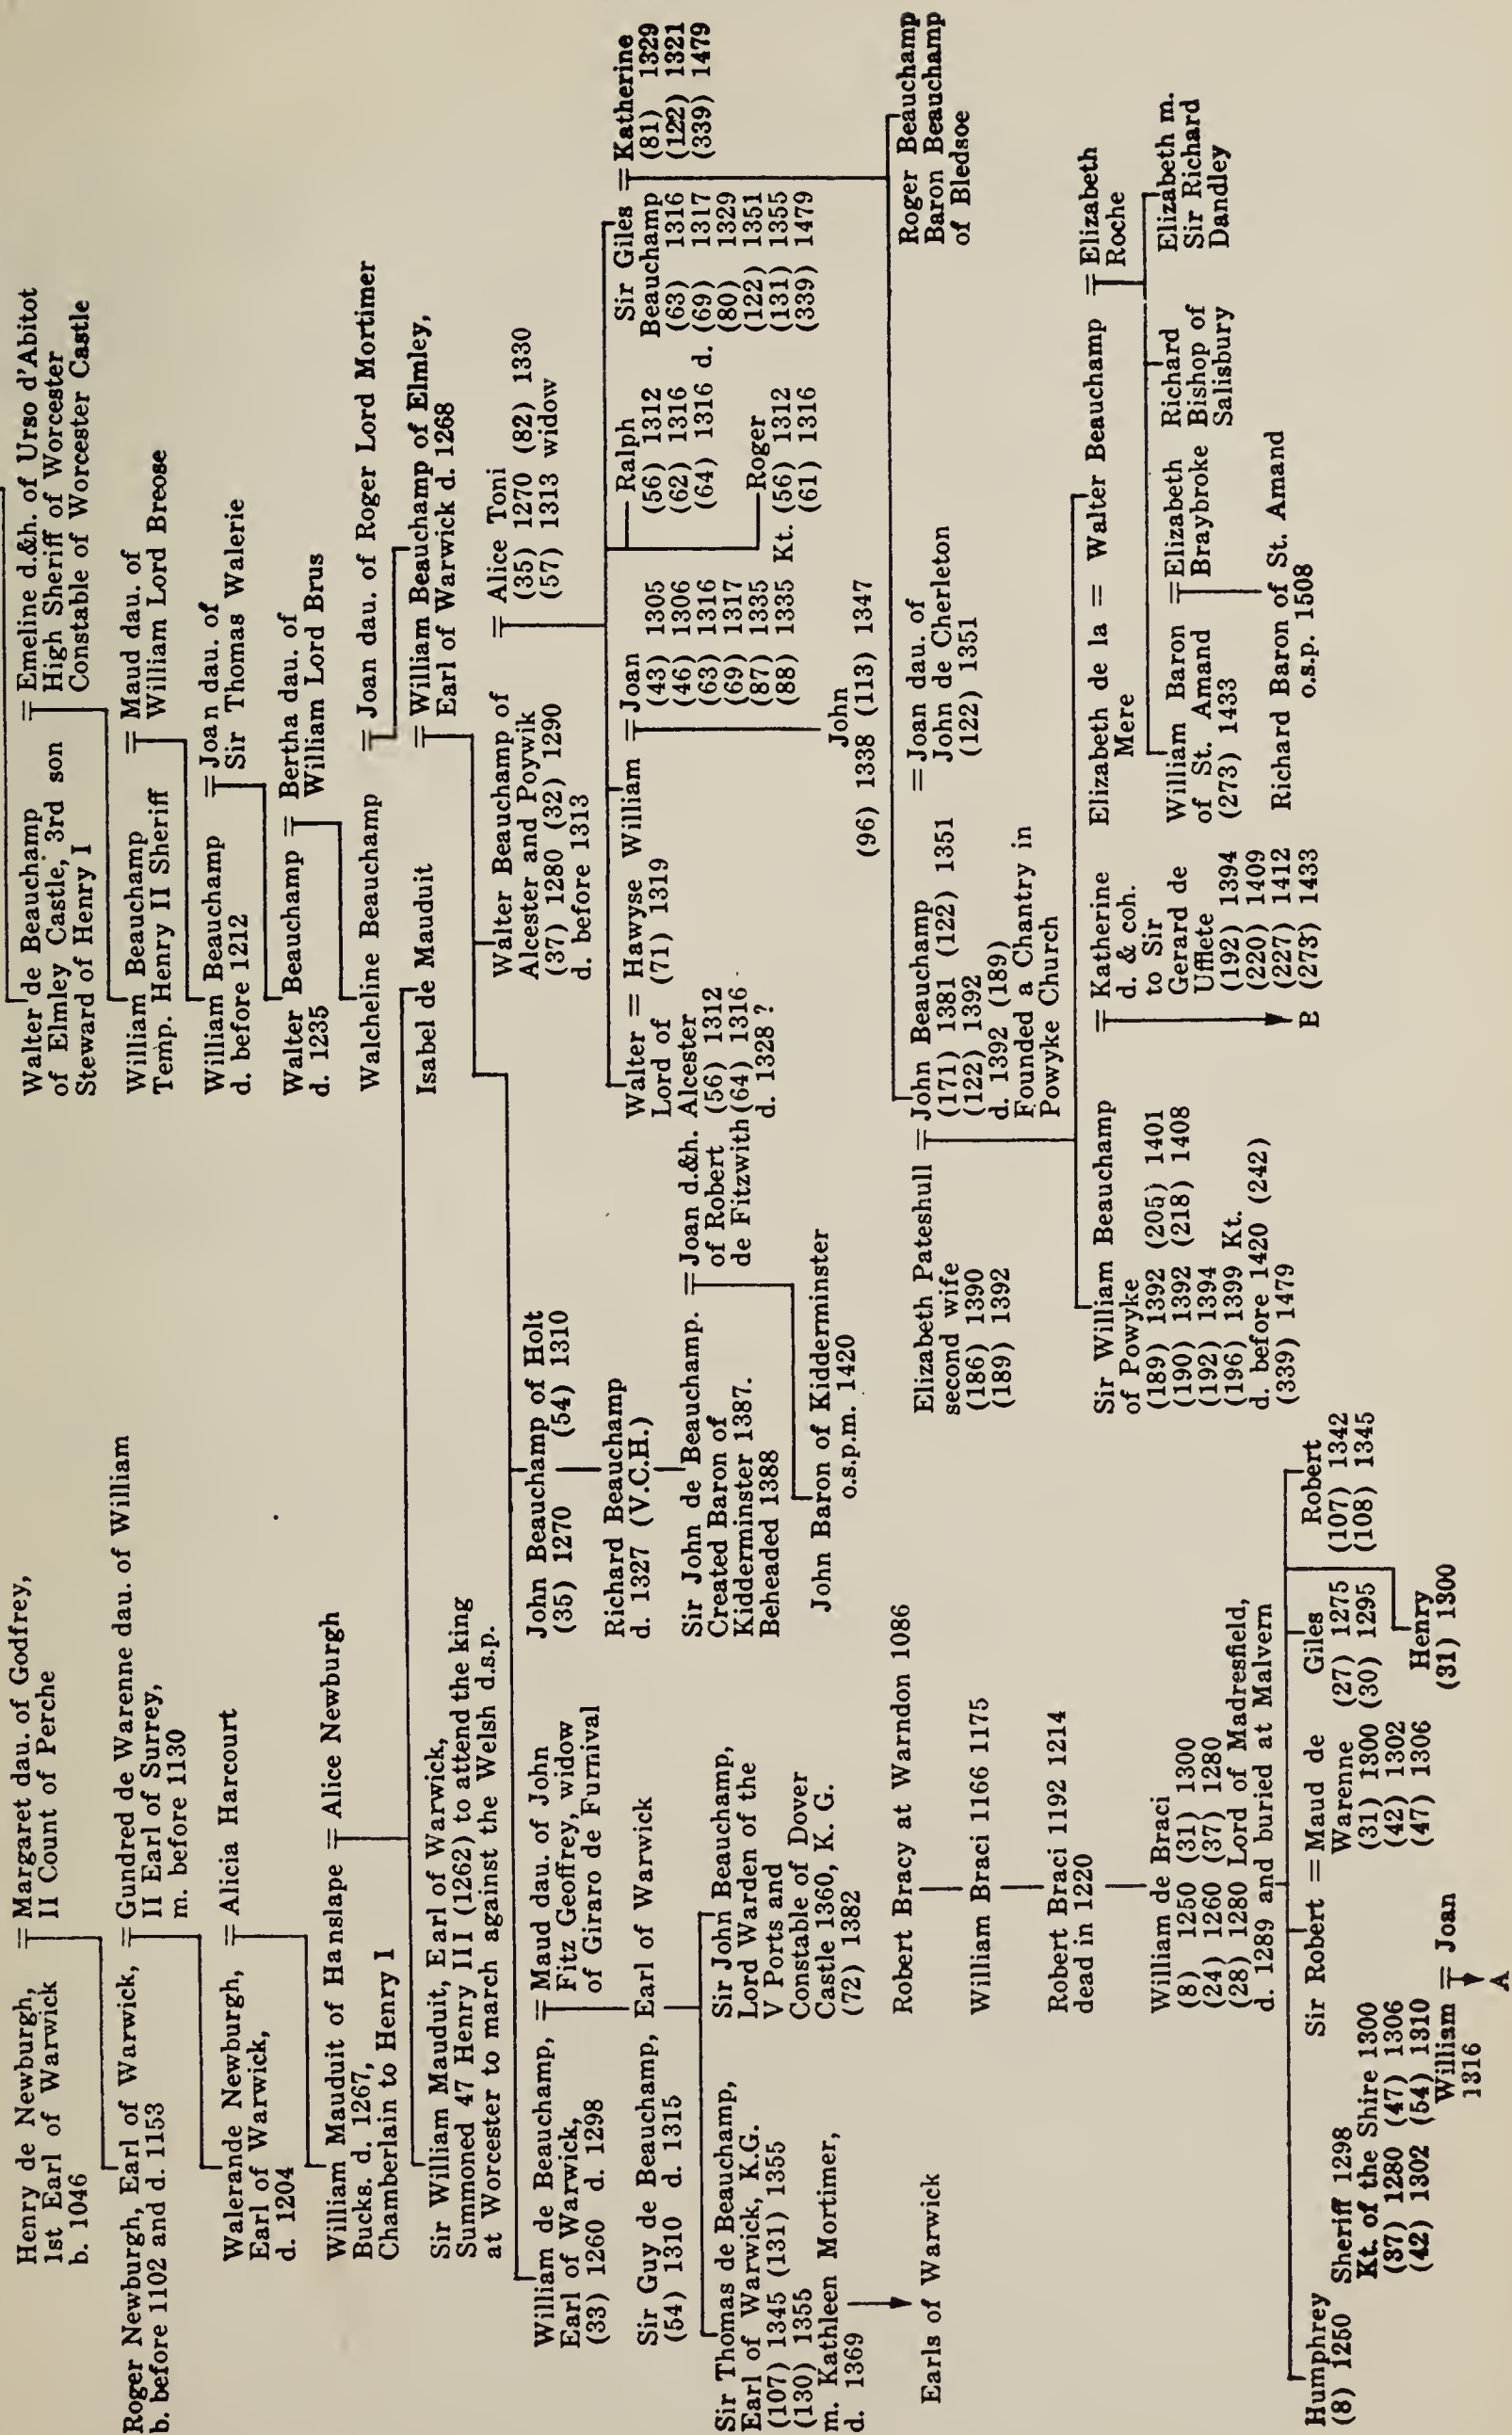 Henry de Newburgh,
1st Earl of Warwick
b. 1046
= Margaret dau. of Godfrey,
II Count of Perche
Roger Newburgh, Earl of Warwick,
b. before 1102 and d. 1153
= Gundred de Warenne dau. of William
II Earl of Surrey,
m. before 1130
Walerande Newburgh,
Earl of Warwick,
d. 1204
= Alicia Harcourt
William Mauduit of Hanslape = Alice Newburgh
Bucks. d. 1267,
Chamberlain to Henry I
Walter de Beauchamp
of Elmley Castle, 3rd son
Steward of Henry I
= Emeline d.&h. of Urso d'Abitot
High Sheriff of Worcester
Constable of Worcester Castle
William Beauchamp
Temp. Henry II Sheriff
= Maud dau. of
William Lord Breose
William Beauchamp
d. before 1212
= Joan dau. of
Sir Thomas Walerie
Walter Beauchamp
d. 1235
= Bertha dau. of
William Lord Brus
Walcheline Beauchamp = Joan dau. of Roger Lord Mortimer
Isabel de Mauduit = William Beauchamp of Elmley,
Earl of Warwick d. 1268
Sir William Mauduit, Earl of Warwick,
Summoned 47 Henry III (1262) to attend the king
at Worcester to march against the Welsh d.s.p.
William de Beauchamp,
Earl of Warwick,
(33) 1260 d. 1298
= Maud dau. of John
Fitz Geoffrey, widow
of Giraro de Furnival
John Beauchamp of Holt
(35) 1270 (54) 1310
Walter Beauchamp of
Alcester and Poywik
(37) 1280 (32) 1290
d. before 1313
= Alice Toni
(35) 1270 (82) 1330
(57) 1313 widow
Sir Guy de Beauchamp, Earl of Warwick
(54) 1310 d. 1315
Richard Beauchamp
d. 1327 (V.C.H.)
Walter = Hawyse
Lord of (71) 1319
Alcester
(56) 1312
(64) 1316
d. 1328 ?
William = Joan
(43) 1305
(46) 1306
(63) 1316
(69) 1317
(87) 1335
(88) 1335
Ralph
(56) 1312
(62) 1316
(64) 1316 d.
Roger
Kt. (56) 1312
(61) 1316
Sir Giles = Katherine
Beauchamp
(63) 1316
(69) 1317
(80) 1329
(122) 1351
(131) 1355
(339) 1479
(81) 1329
(122) 1321
(339) 1479
Sir Thomas de Beauchamp,
Earl of Warwick, K.G.
(107) 1345 (131) 1355
(130) 1355
m. Kathleen Mortimer,
d. 1369
Earls of Warwick
Sir John Beauchamp,
Lord Warden of the
V Ports and
Constable of Dover
Castle 1360, K. G.
(72) 1382
Sir John de Beauchamp.
Created Baron of
Kidderminster 1387.
Beheaded 1388
= Joan d.&h.
of Robert
de Fitzwith
John Baron of Kidderminster
o.s.p.m. 1420
John
(96) 1338 (113) 1347
Robert Bracy at Warndon 1086
William Braci 1166 1175
Robert Braci 1192 1214
dead in 1220
William de Braci
(8) 1250 (31) 1300
(24) 1260 (37) 1280
(28) 1280 Lord of Madresfield,
d. 1289 and buried at Malvern
Elizabeth Pateshull
second wife
(186) 1390
(189) 1392
= John Beauchamp
(171) 1381 (122) 1351
(122) 1392
d. 1392 (189)
Founded a Chantry in
Powyke Church
= Joan dau. of
John de Cherleton
(122) 1351
Roger Beauchamp
Baron Beauchamp
of Bledsoe
Sir William Beauchamp
of Powyke
(189) 1392 (205) 1401
(190) 1392 (218) 1408
(192) 1394
(196) 1399 Kt.
d. before 1420 (242)
(339) 1479
= Katherine
d. & coh.
to Sir
Gerard de
Ufflete
(192) 1394
(220) 1409
(227) 1412
(273) 1433
B
Elizabeth de la = Walter Beauchamp = Elizabeth
Mere
Roche
William Baron
of St. Amand
(273) 1433
= Elizabeth
Braybroke
Richard
Bishop of
Salisbury
Elizabeth m.
Sir Richard
Dandley
Richard Baron of St. Amand
o.s.p. 1508
Humphrey
(8) 1250
Sir Robert = Maud de
Warenne
(31) 1300
(42) 1302
(47) 1306
Sheriff 1298
Kt. of the Shire 1300
(37) 1280 (47) 1306
(42) 1302 (54) 1310
Giles
(27) 1275
(30) 1295
Henry
(31) 1300
Robert
(107) 1342
(108) 1345
William = Joan
1316
A